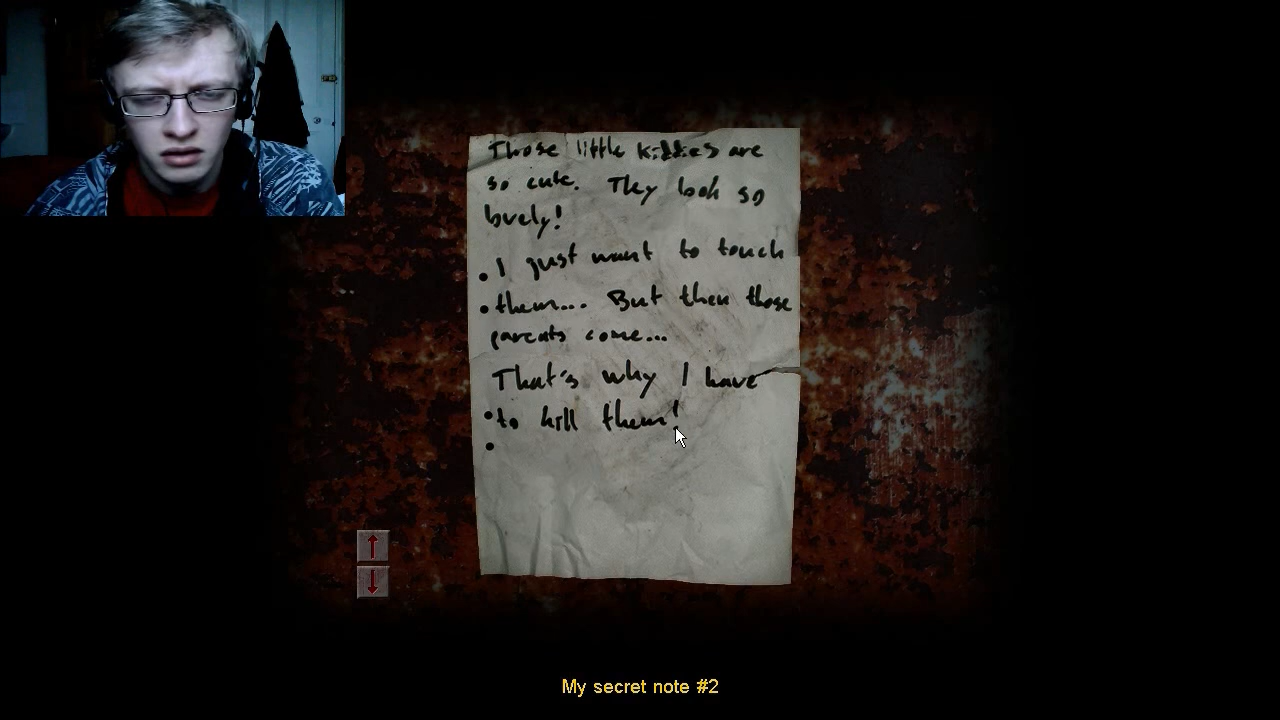 Those little kiddies are
so cute. They look so
lovely!
I just want to touch
them... But then those
parents come...
That's why I have
to kill them!
My secret note #2